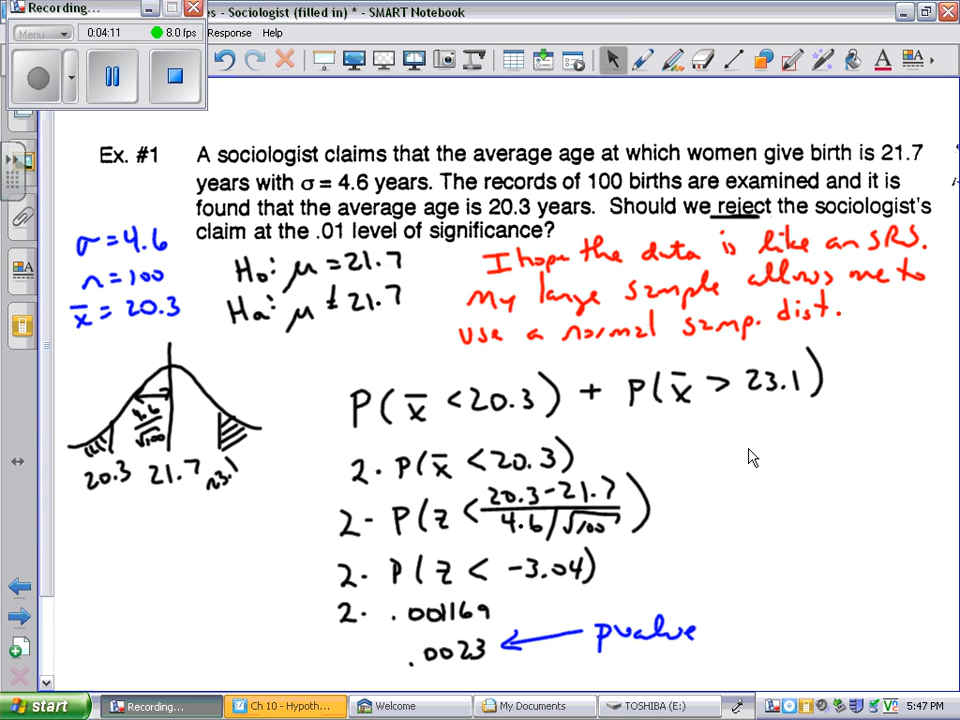 Recording...
es - Sociologist (filled in) * - SMART Notebook
Menu
0:04:11
8.0 fps
Response Help
Ex. #1 A sociologist claims that the average age at which women give birth is 21.7
years with σ = 4.6 years. The records of 100 births are examined and it is
found that the average age is 20.3 years. Should we reject the sociologist's
claim at the .01 level of significance?
σ = 4.6
n = 100
x̄ = 20.3
H₀: μ = 21.7
Hₐ: μ ≠ 21.7
I hope the data is like an SRS.
My large sample allows me to
use a normal samp. dist.
4.6
√100
20.3 21.7 23.1
P(x̄ < 20.3) + P(x̄ > 23.1)
2 · P(x̄ < 20.3)
2 · P(z < 20.3-21.7 / 4.6/√100)
2 · P(z < -3.04)
2 · .001169
.0023 ← pvalue
start Recording... Ch 10 - Hypoth... Welcome My Documents TOSHIBA (E:) 5:47 PM